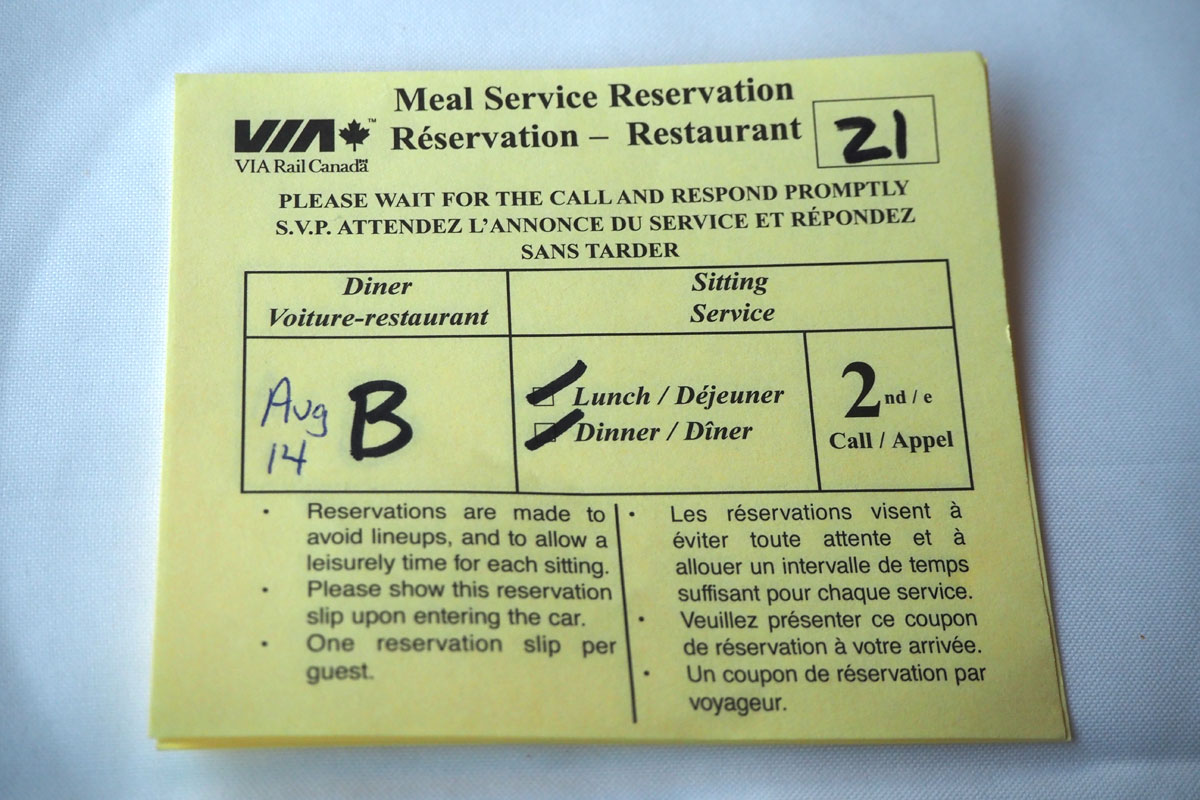 Meal Service Reservation
Réservation – Restaurant
21
VIA™
VIA Rail Canada
PLEASE WAIT FOR THE CALL AND RESPOND PROMPTLY
S.V.P. ATTENDEZ L'ANNONCE DU SERVICE ET RÉPONDEZ
SANS TARDER
Diner
Voiture-restaurant
Sitting
Service
Aug
14
B
Lunch / Déjeuner
Dinner / Dîner
2nd / e
Call / Appel
• Reservations are made to
avoid lineups, and to allow a
leisurely time for each sitting.
• Please show this reservation
slip upon entering the car.
• One reservation slip per
guest.
• Les réservations visent à
éviter toute attente et à
allouer un intervalle de temps
suffisant pour chaque service.
• Veuillez présenter ce coupon
de réservation à votre arrivée.
• Un coupon de réservation par
voyageur.